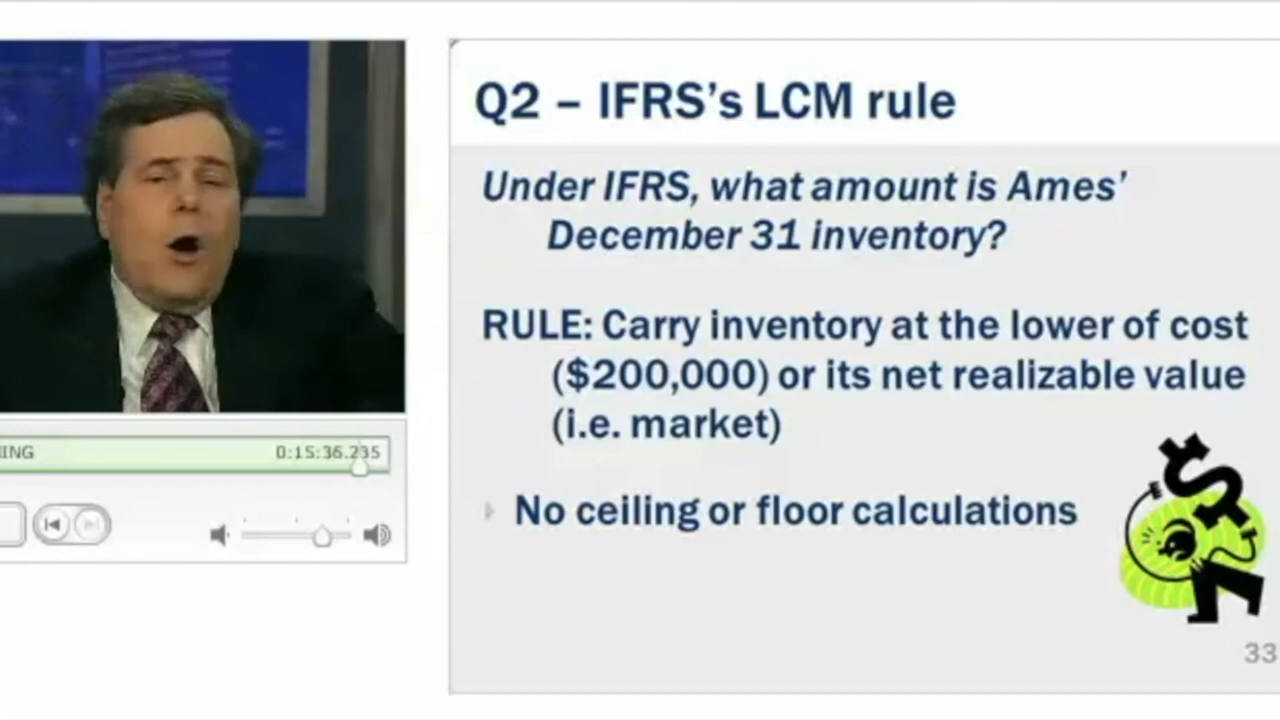 Q2 – IFRS's LCM rule
Under IFRS, what amount is Ames'
December 31 inventory?
RULE: Carry inventory at the lower of cost
($200,000) or its net realizable value
(i.e. market)
No ceiling or floor calculations
33
ING
0:15:36.235